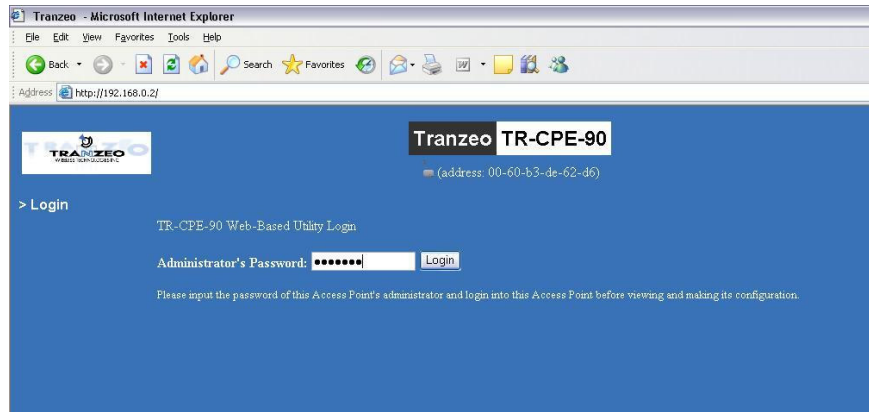 Tranzeo - Microsoft Internet Explorer
File Edit View Favorites Tools Help
Back Search Favorites
Address http://192.168.0.2/
TRANZEO
WIRELESS TECHNOLOGIES INC
Tranzeo TR-CPE-90
(address: 00-60-b3-de-62-d6)
> Login
TR-CPE-90 Web-Based Utility Login
Administrator's Password: ●●●●●●● Login
Please input the password of this Access Point's administrator and login into this Access Point before viewing and making its configuration.